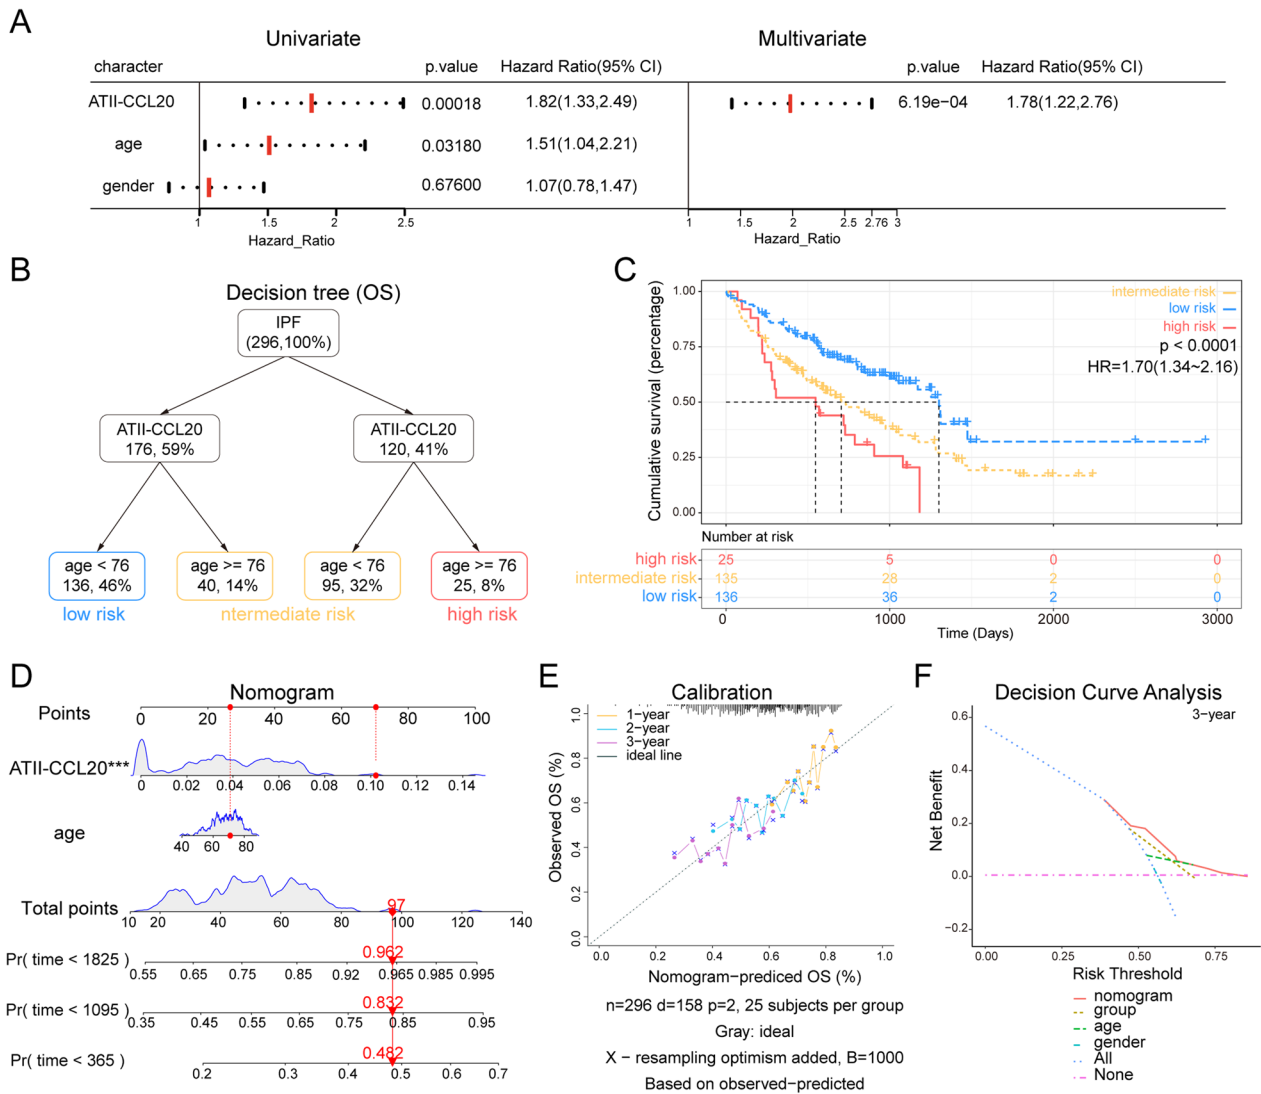 A
Univariate
Multivariate
character
p.value
Hazard Ratio(95% CI)
p.value
Hazard Ratio(95% CI)
ATII-CCL20
0.00018
1.82(1.33,2.49)
6.19e−04
1.78(1.22,2.76)
age
0.03180
1.51(1.04,2.21)
gender
0.67600
1.07(0.78,1.47)
1 1.5 2 2.5
Hazard_Ratio
1 1.5 2 2.5 2.76 3
Hazard_Ratio
B
Decision tree (OS)
IPF
(296,100%)
ATII-CCL20
176, 59%
ATII-CCL20
120, 41%
age < 76
136, 46%
age >= 76
40, 14%
age < 76
95, 32%
age >= 76
25, 8%
low risk
ntermediate risk
high risk
C
Cumulative survival (percentage)
1.00
0.75
0.50
0.25
0.00
intermediate risk
low risk
high risk
p < 0.0001
HR=1.70(1.34~2.16)
Number at risk
high risk 25 5 0 0
intermediate risk 135 28 2 0
low risk 136 36 2 0
0 1000 2000 3000
Time (Days)
D
Nomogram
Points
0 20 40 60 80 100
ATII-CCL20***
0 0.02 0.04 0.06 0.08 0.1 0.12 0.14
age
40 60 80
Total points
97
10 20 40 60 80 100 120 140
Pr( time < 1825 )
0.962
0.55 0.65 0.75 0.85 0.92 0.965 0.985 0.995
Pr( time < 1095 )
0.832
0.35 0.45 0.55 0.65 0.75 0.85 0.95
Pr( time < 365 )
0.482
0.2 0.3 0.4 0.5 0.6 0.7
E
Calibration
1-year
2-year
3-year
ideal line
Observed OS (%)
1.0
0.8
0.6
0.4
0.2
0.0
0.0 0.2 0.4 0.6 0.8 1.0
Nomogram−prediced OS (%)
n=296 d=158 p=2, 25 subjects per group
Gray: ideal
X − resampling optimism added, B=1000
Based on observed−predicted
F
Decision Curve Analysis
3-year
Net Benefit
0.6
0.4
0.2
0.0
−0.2
0.00 0.25 0.50 0.75
Risk Threshold
nomogram
group
age
gender
All
None